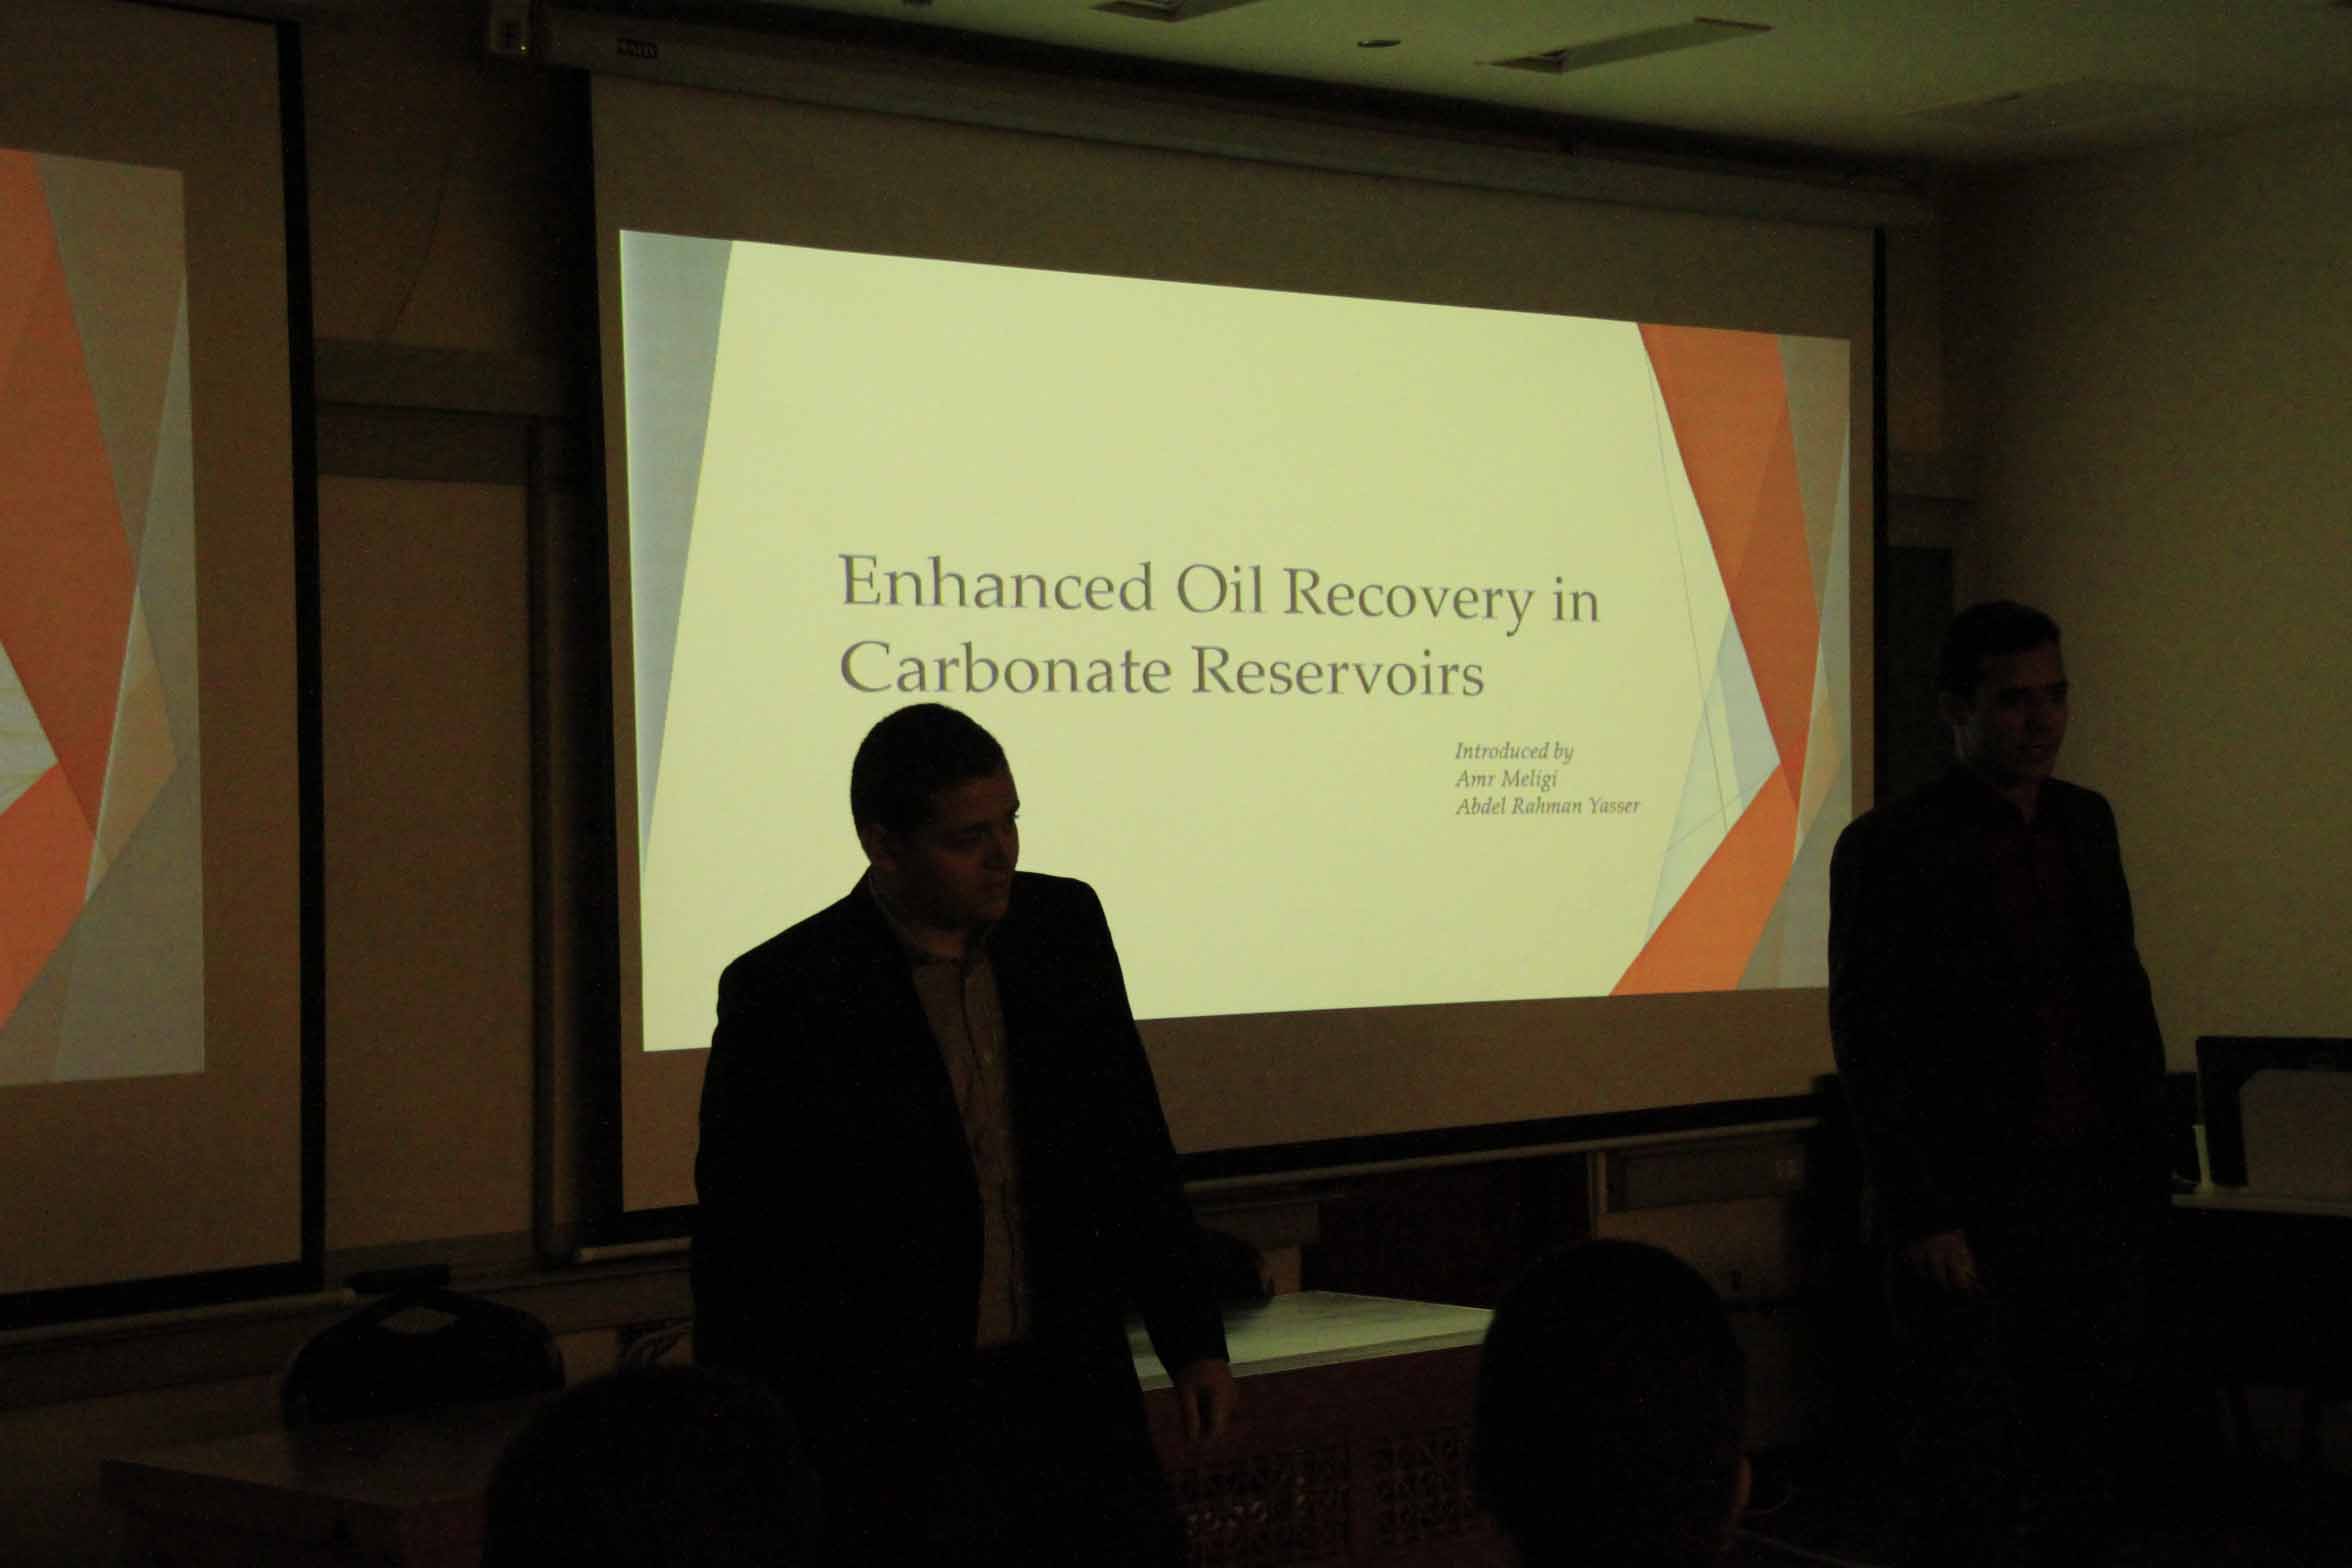 Enhanced Oil Recovery in
Carbonate Reservoirs
Introduced by
Amr Meligi
Abdel Rahman Yasser